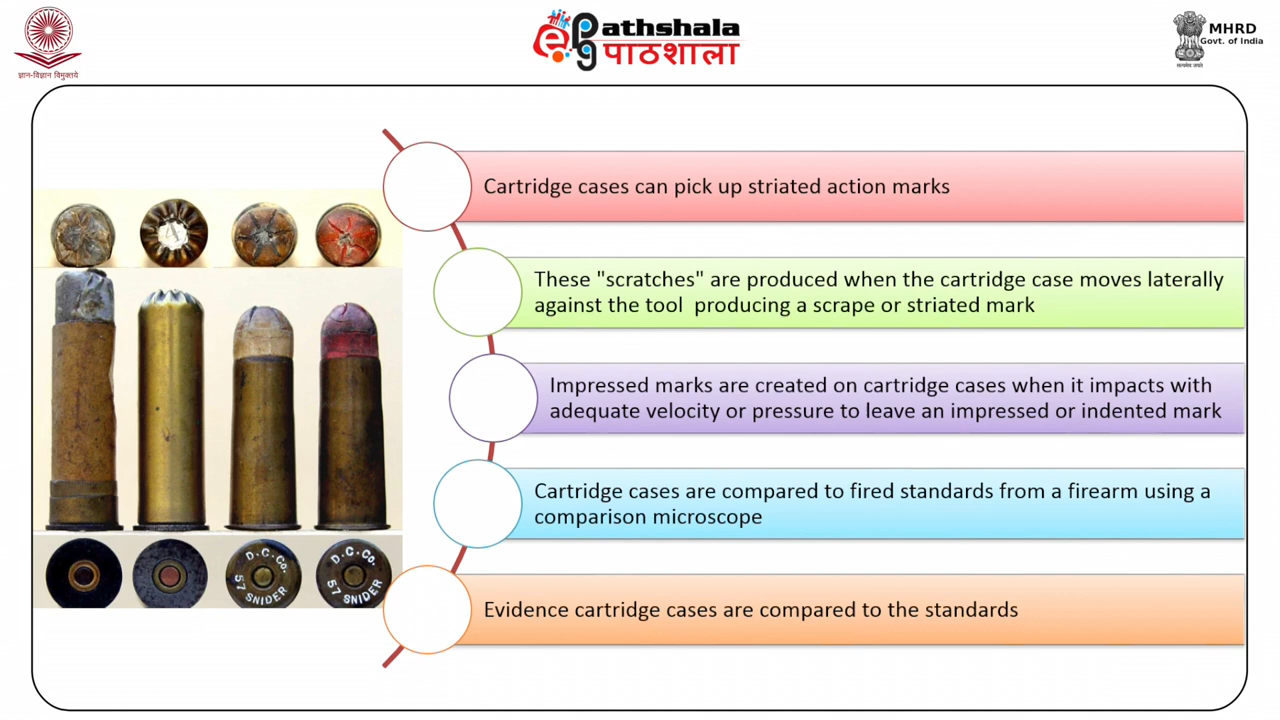 ज्ञान-विज्ञान विमुक्तये
epg
athshala
पाठशाला
MHRD
Govt. of India
सत्यमेव जयते
Cartridge cases can pick up striated action marks
These "scratches" are produced when the cartridge case moves laterally
against the tool producing a scrape or striated mark
Impressed marks are created on cartridge cases when it impacts with
adequate velocity or pressure to leave an impressed or indented mark
Cartridge cases are compared to fired standards from a firearm using a
comparison microscope
Evidence cartridge cases are compared to the standards
D.C.Co.
57 SNIDER
D.C.Co.
57 SNIDER